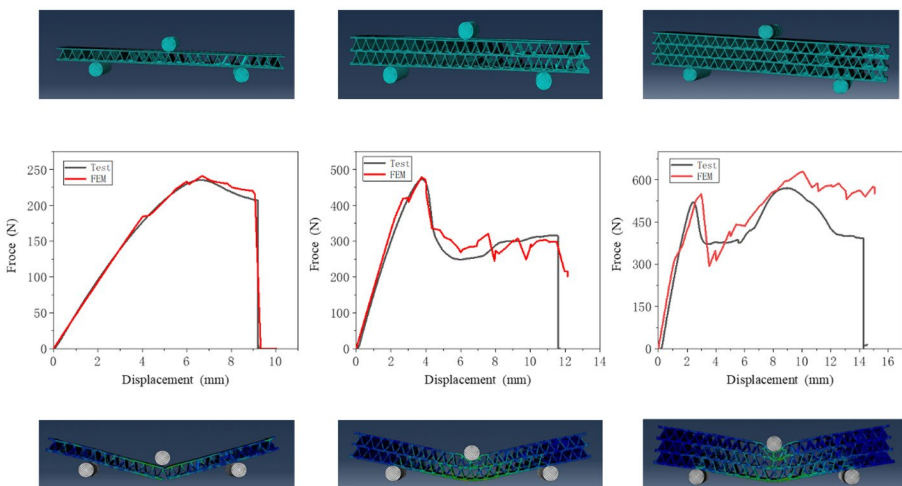 250
200
150
100
50
0
Froce (N)
Test
FEM
0 2 4 6 8 10
Displacement (mm)
500
400
300
200
100
0
Froce (N)
Test
FEM
0 2 4 6 8 10 12 14
Displacement (mm)
600
450
300
150
0
Froce (N)
Test
FEM
0 2 4 6 8 10 12 14 16
Displacement (mm)